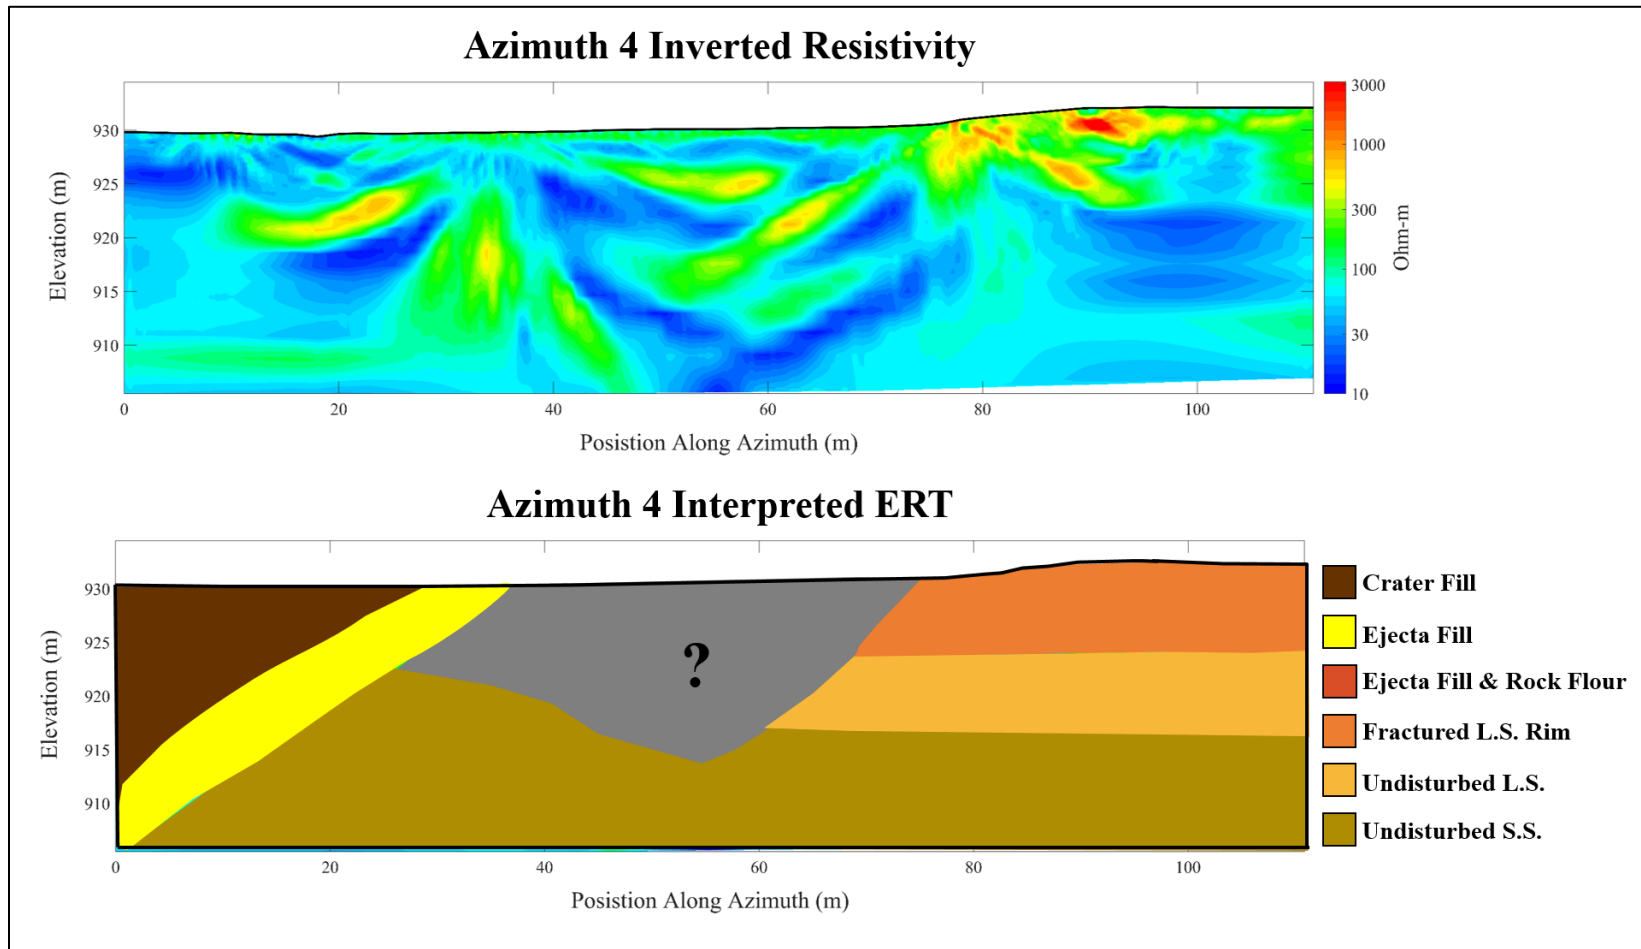 Azimuth 4 Inverted Resistivity
930
925
920
915
910
Elevation (m)
0 20 40 60 80 100
Posistion Along Azimuth (m)
3000
1000
300
100
30
10
Ohm-m
Azimuth 4 Interpreted ERT
930
925
920
915
910
Elevation (m)
?
0 20 40 60 80 100
Posistion Along Azimuth (m)
Crater Fill
Ejecta Fill
Ejecta Fill & Rock Flour
Fractured L.S. Rim
Undisturbed L.S.
Undisturbed S.S.